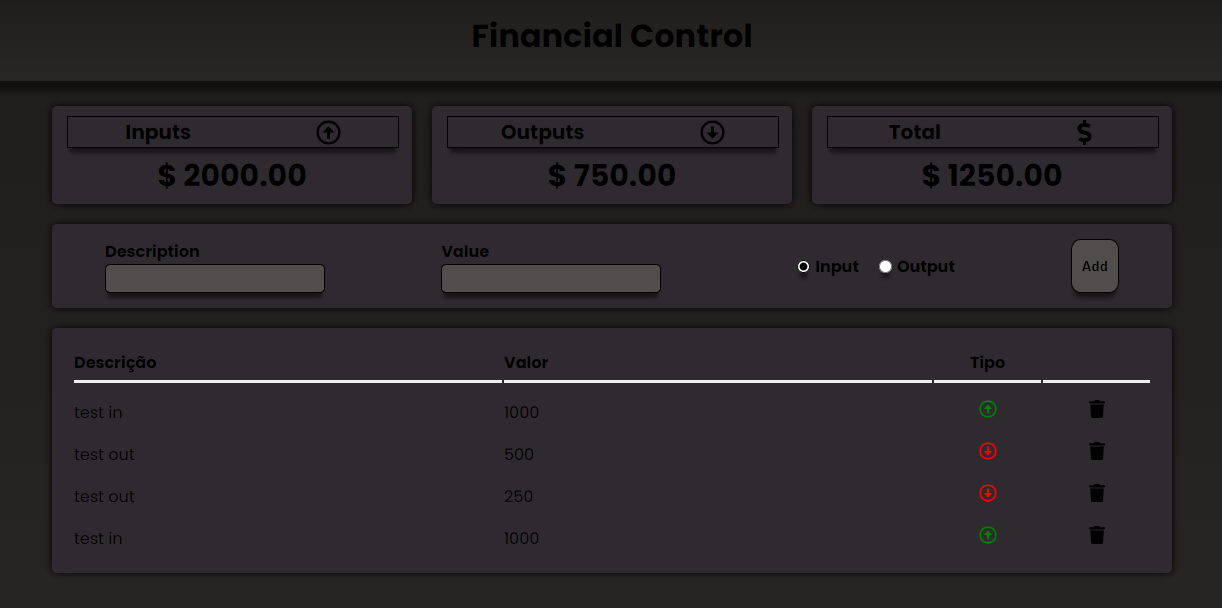 Financial Control
Inputs
$ 2000.00
Outputs
$ 750.00
Total $
$ 1250.00
Description
Value
Input
Output
Add
Descrição Valor Tipo
test in 1000
test out 500
test out 250
test in 1000